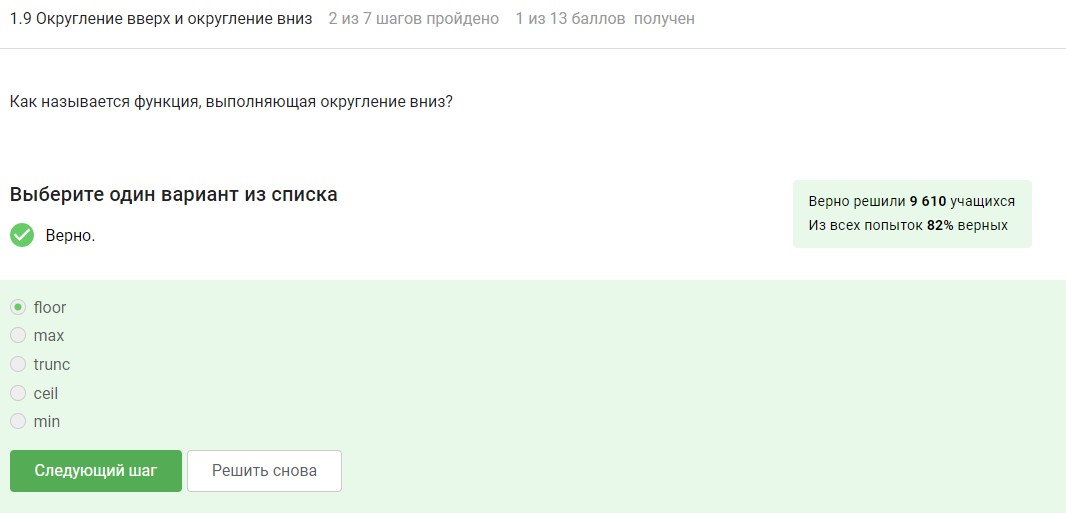 1.9 Округление вверх и округление вниз 2 из 7 шагов пройдено 1 из 13 баллов получен
Как называется функция, выполняющая округление вниз?
Выберите один вариант из списка
Верно.
Верно решили 9 610 учащихся
Из всех попыток 82% верных
floor
max
trunc
ceil
min
Следующий шаг Решить снова